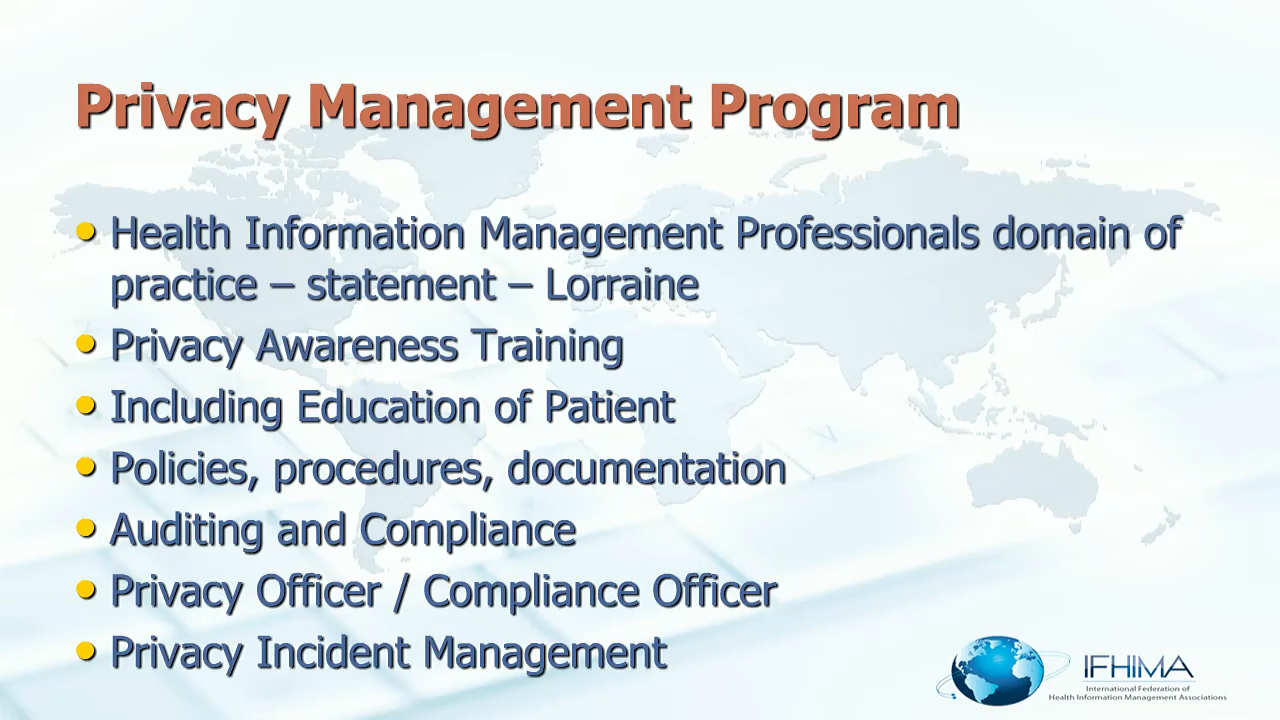 Privacy Management Program
• Health Information Management Professionals domain of
practice – statement – Lorraine
• Privacy Awareness Training
• Including Education of Patient
• Policies, procedures, documentation
• Auditing and Compliance
• Privacy Officer / Compliance Officer
• Privacy Incident Management
IFHIMA
International Federation of
Health Information Management Associations